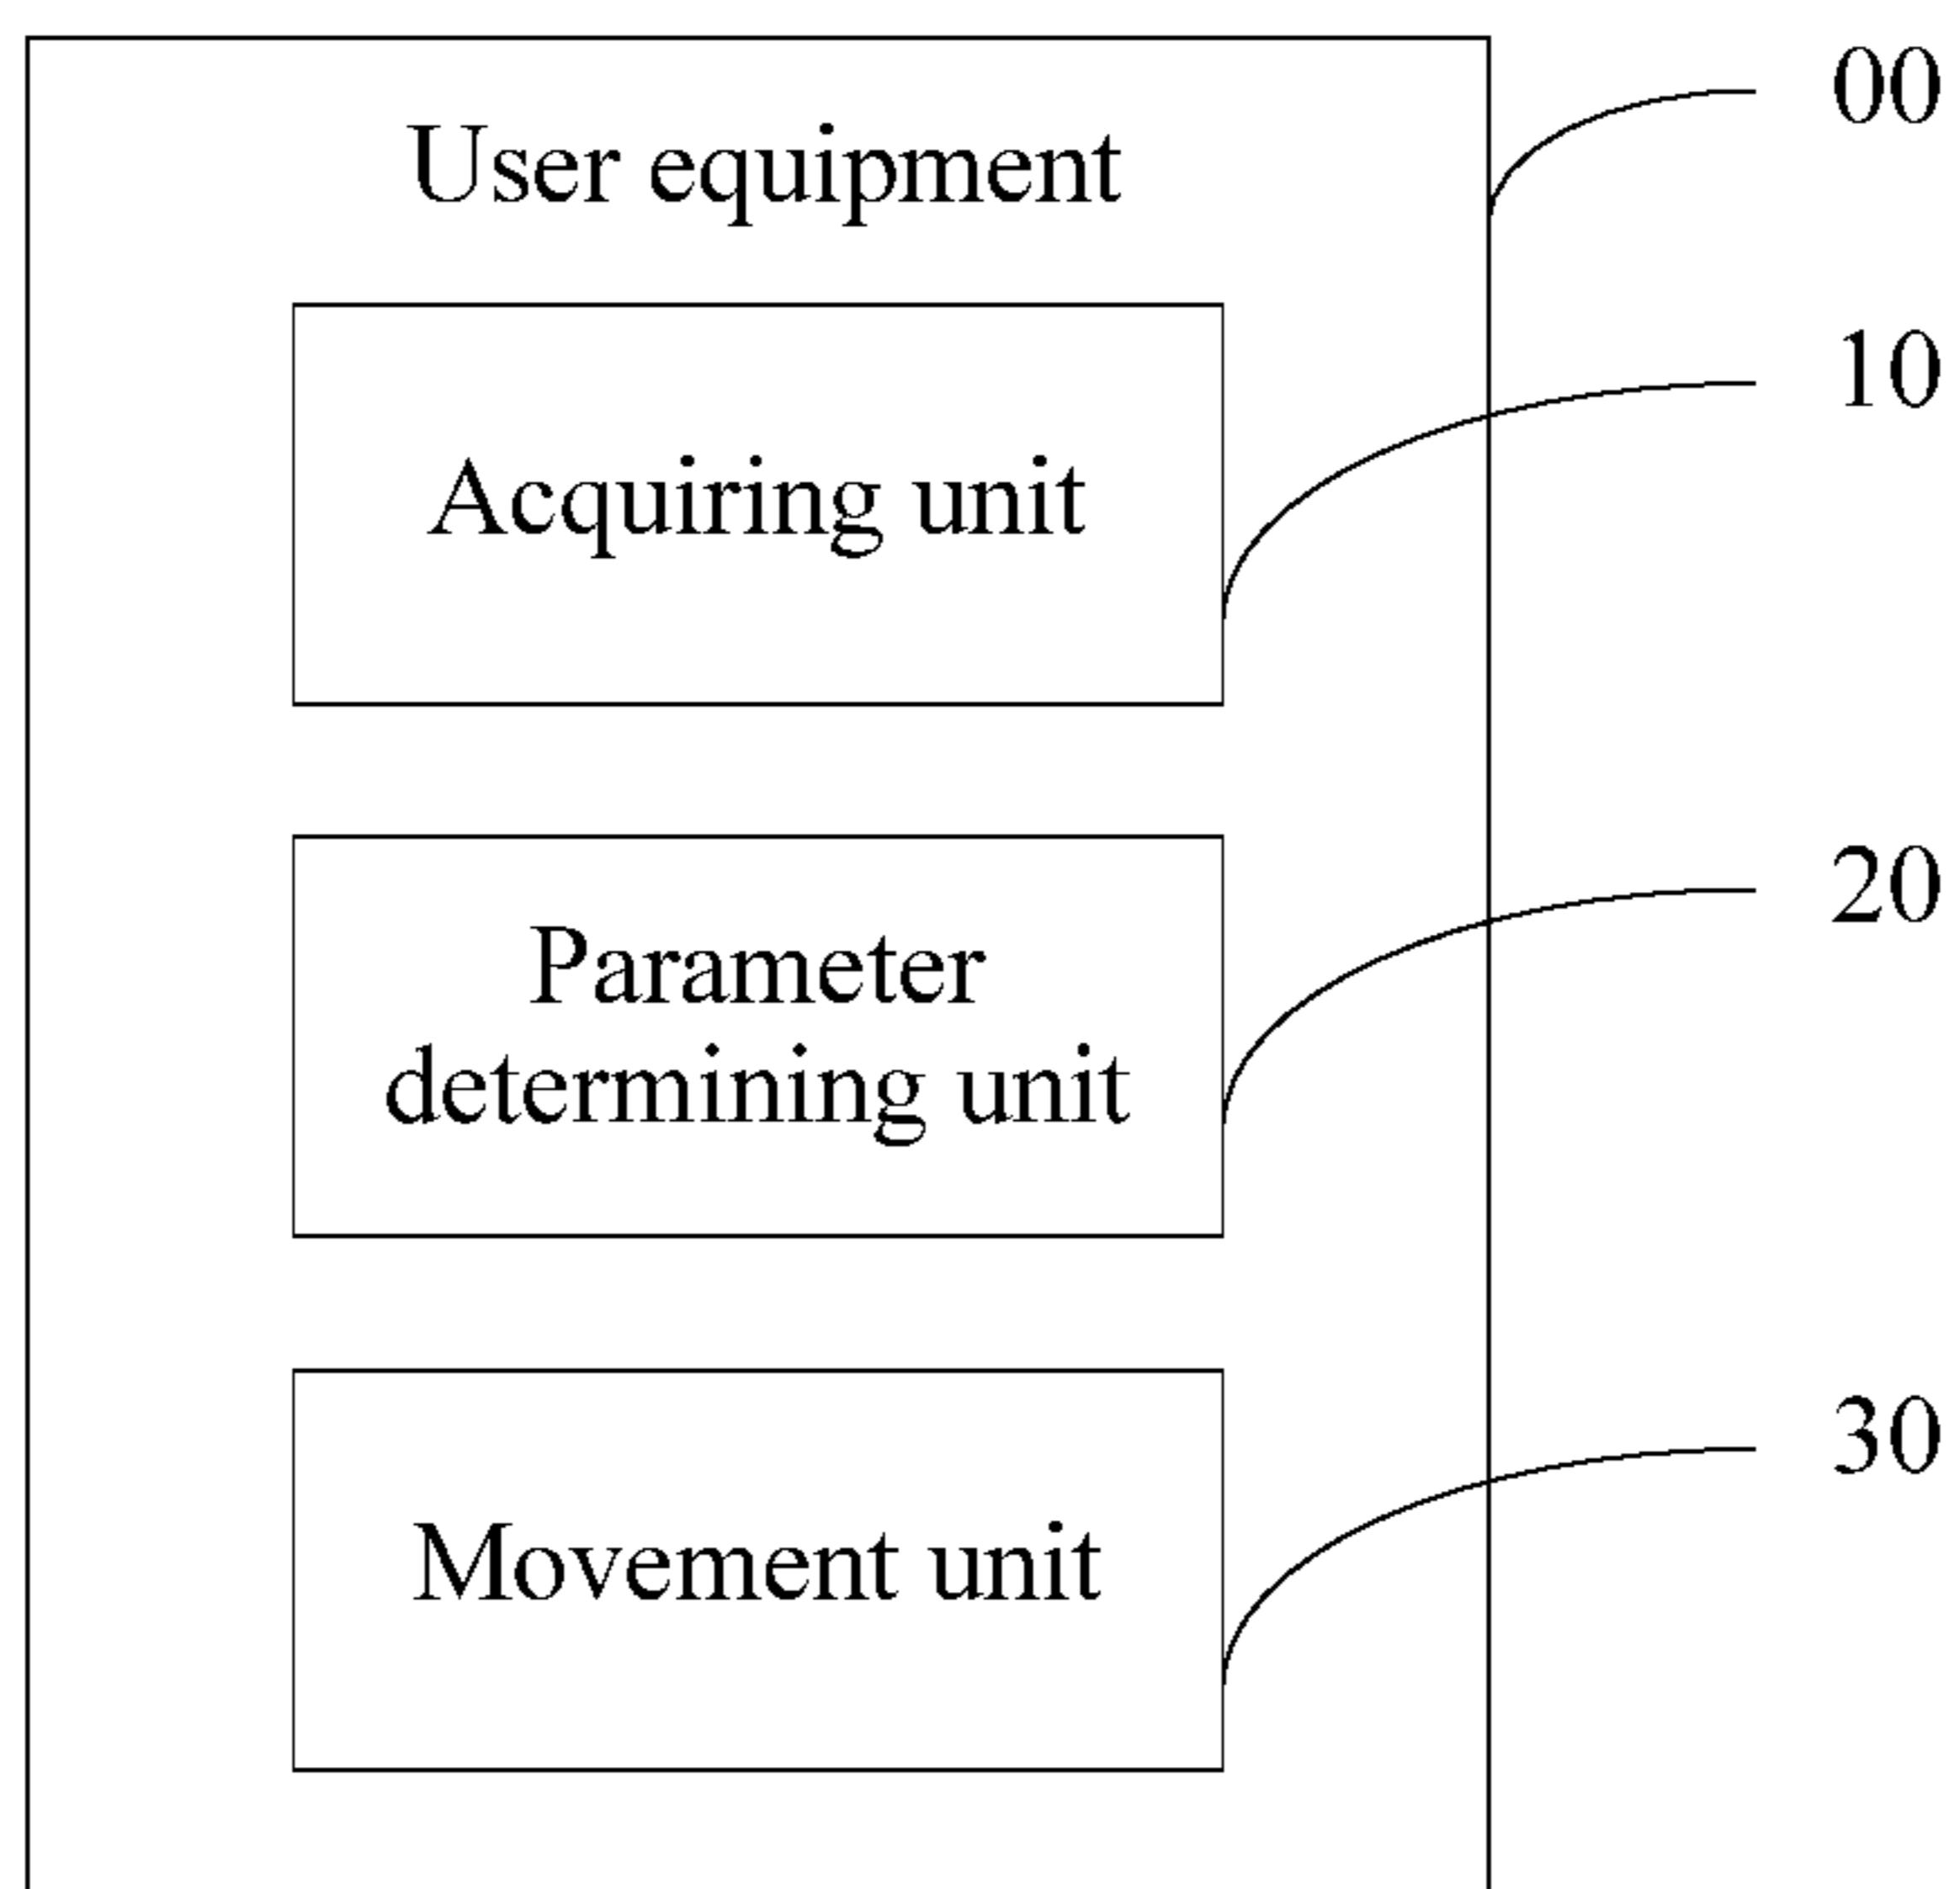 User equipment
00
Acquiring unit
10
Parameter
determining unit
20
Movement unit
30